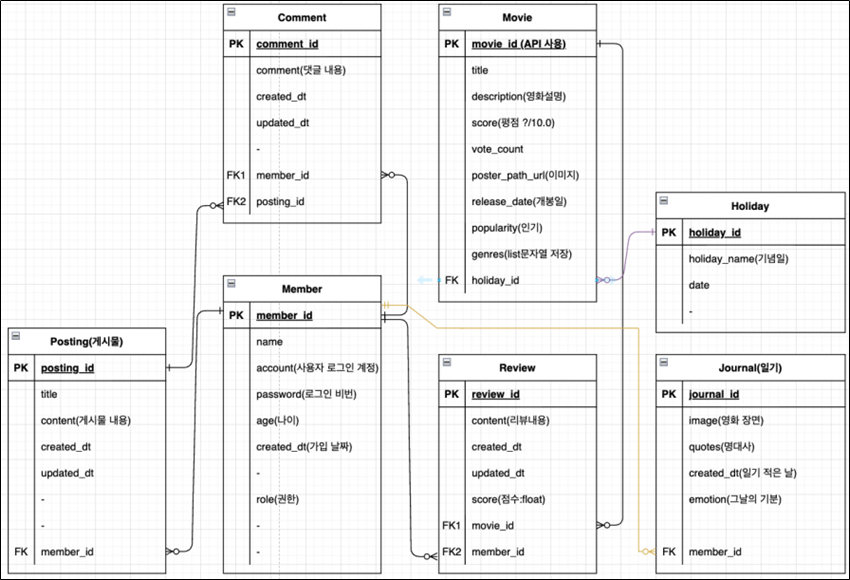 Comment
PK comment_id
comment(댓글 내용)
created_dt
updated_dt
-
FK1 member_id
FK2 posting_id
Movie
PK movie_id (API 사용)
title
description(영화설명)
score(평점 ?/10.0)
vote_count
poster_path_url(이미지)
release_date(개봉일)
popularity(인기)
genres(list문자열 저장)
FK holiday_id
Holiday
PK holiday_id
holiday_name(기념일)
date
-
Member
PK member_id
name
account(사용자 로그인 계정)
password(로그인 비번)
age(나이)
created_dt(가입 날짜)
-
role(권한)
-
-
Posting(게시물)
PK posting_id
title
content(게시물 내용)
created_dt
updated_dt
-
-
FK member_id
Review
PK review_id
content(리뷰내용)
created_dt
updated_dt
score(점수:float)
FK1 movie_id
FK2 member_id
Journal(일기)
PK journal_id
image(영화 장면)
quotes(명대사)
created_dt(일기 적은 날)
emotion(그날의 기분)
-
FK member_id